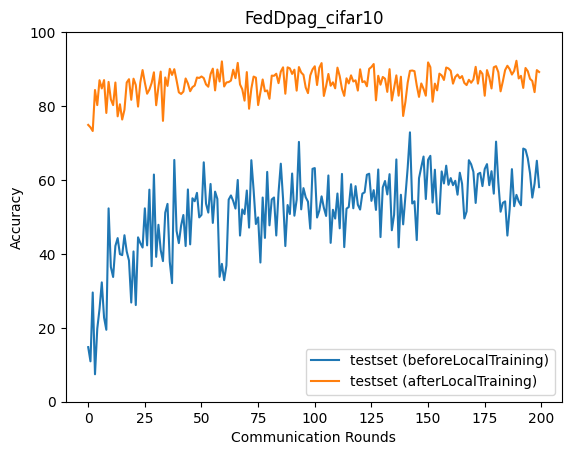 FedDpag_cifar10
100
80
60
40
20
0
Accuracy
0 25 50 75 100 125 150 175 200
Communication Rounds
testset (beforeLocalTraining)
testset (afterLocalTraining)